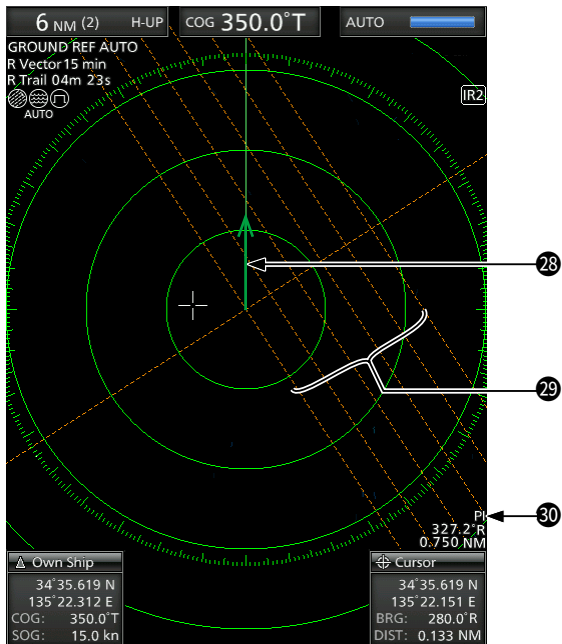 6 NM (2) H-UP COG 350.0°T AUTO
GROUND REF AUTO
R Vector 15 min
R Trail 04m 23s
IR2
AUTO
28
29
PI 30
327.2°R
0.750 NM
Own Ship
34°35.619 N
135°22.312 E
COG: 350.0°T
SOG: 15.0 kn
Cursor
34°35.619 N
135°22.151 E
BRG: 280.0°R
DIST: 0.133 NM